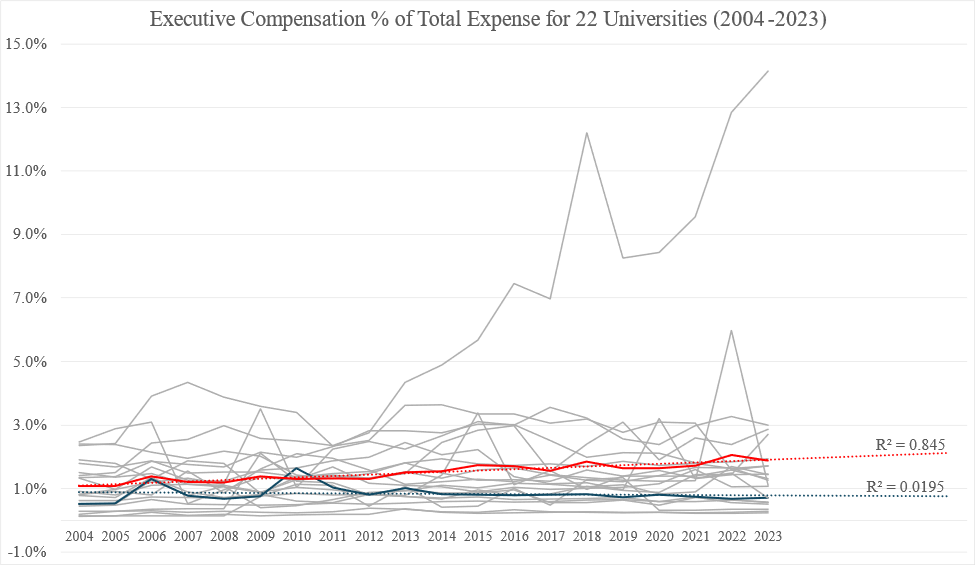 Executive Compensation % of Total Expense for 22 Universities (2004-2023)
15.0%
13.0%
11.0%
9.0%
7.0%
5.0%
3.0%
1.0%
-1.0%
R² = 0.845
R² = 0.0195
2004 2005 2006 2007 2008 2009 2010 2011 2012 2013 2014 2015 2016 2017 2018 2019 2020 2021 2022 2023